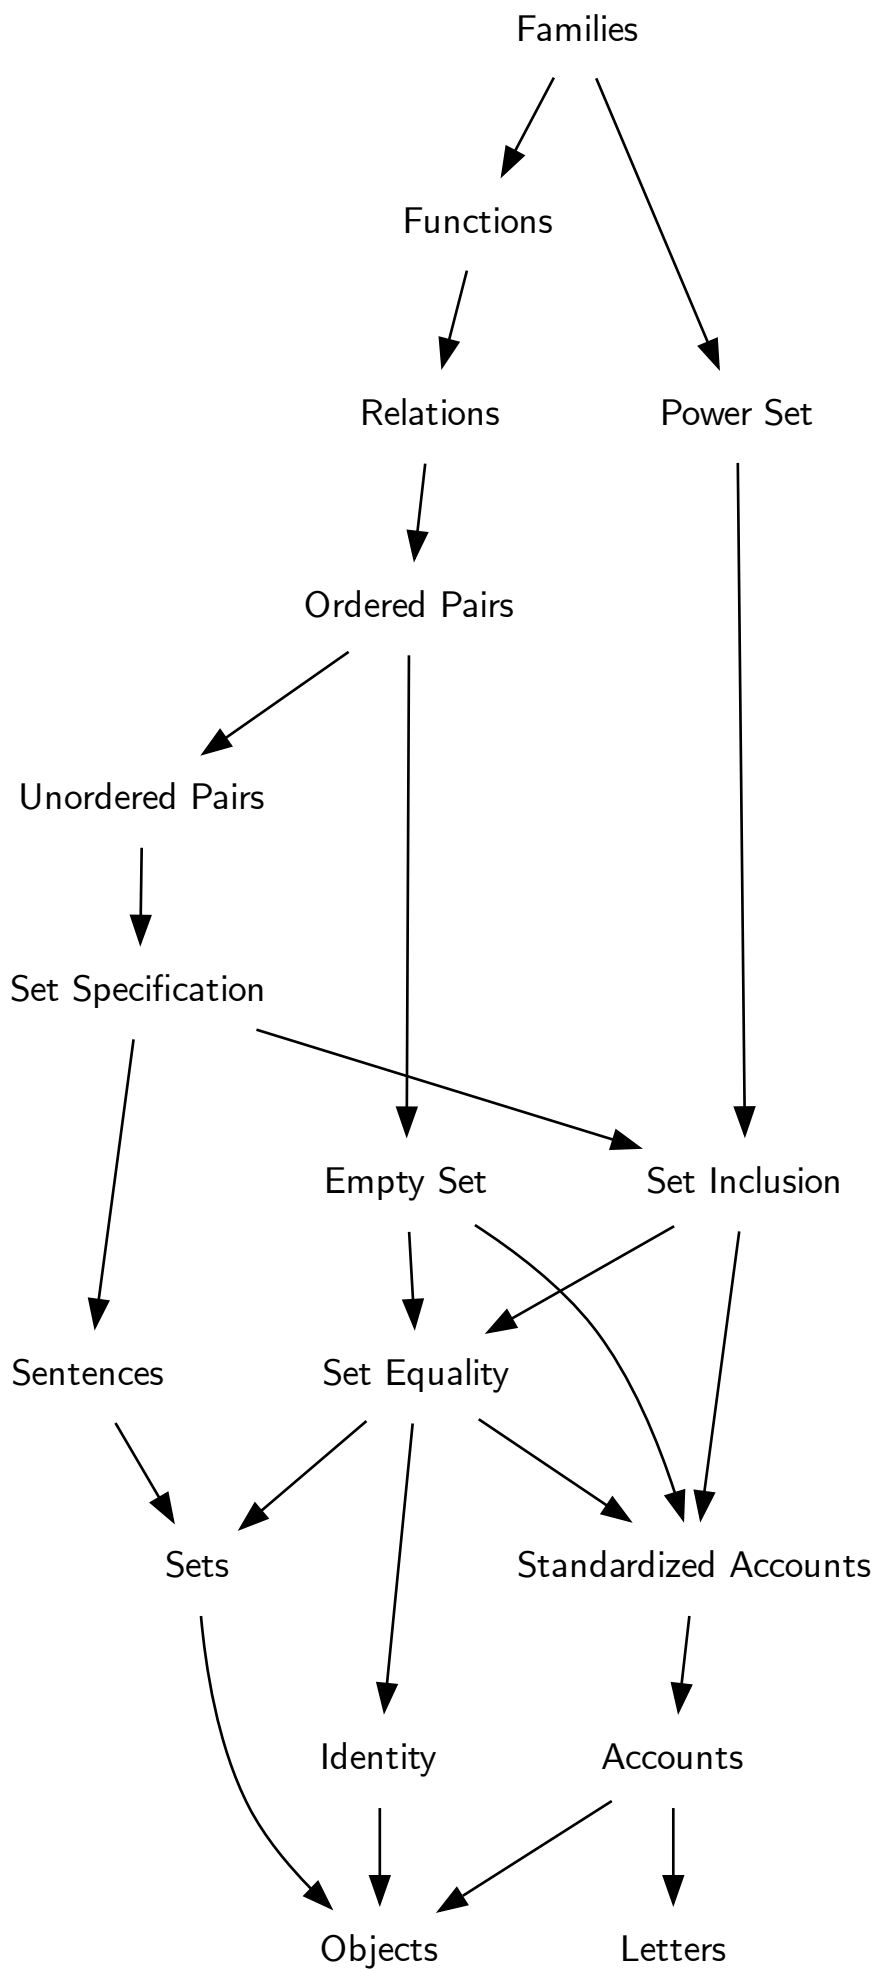 Families
Functions
Relations
Power Set
Ordered Pairs
Unordered Pairs
Set Specification
Empty Set
Set Inclusion
Sentences
Set Equality
Sets
Standardized Accounts
Identity
Accounts
Objects
Letters